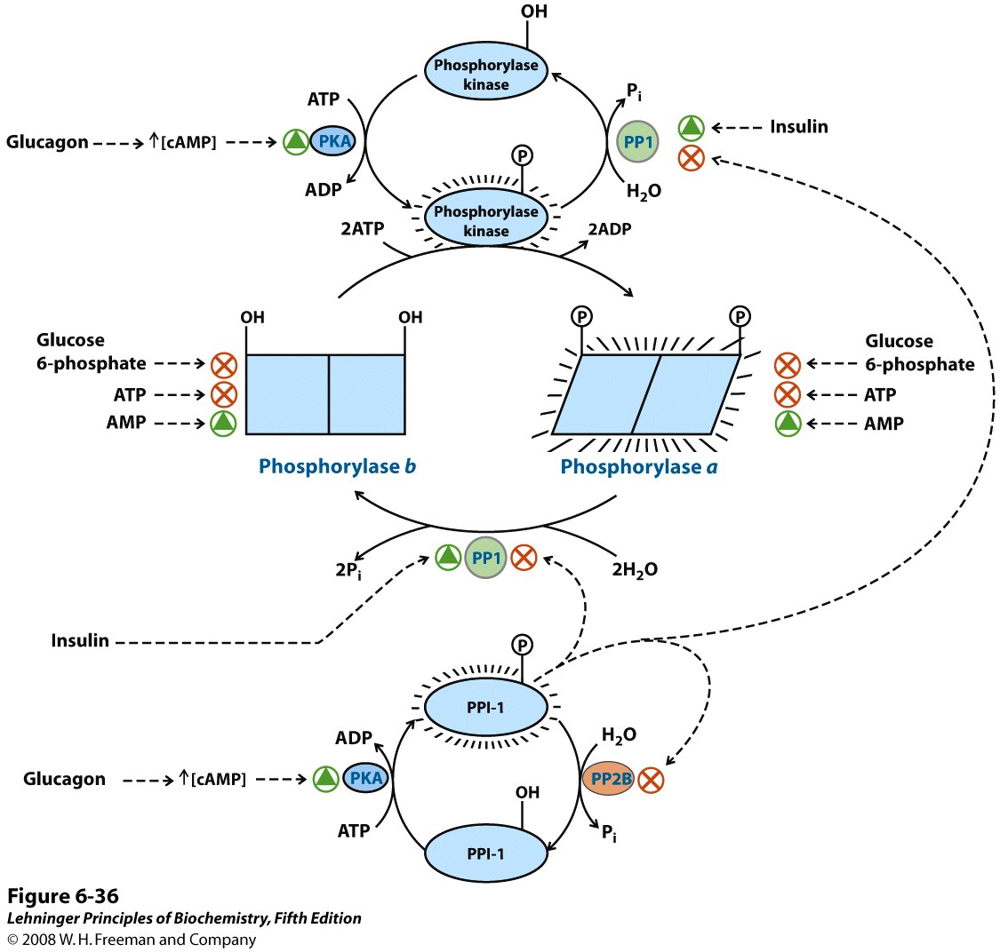 OH
Phosphorylase
kinase
ATP
Pi
Glucagon
↑[cAMP]
PKA
PP1
Insulin
ADP
P
H2O
Phosphorylase
kinase
2ATP
2ADP
OH
OH
P
P
Glucose
6-phosphate
ATP
AMP
Glucose
6-phosphate
ATP
AMP
Phosphorylase b
Phosphorylase a
2Pi
PP1
2H2O
Insulin
P
PPI-1
ADP
H2O
Glucagon
↑[cAMP]
PKA
PP2B
OH
ATP
Pi
PPI-1
Figure 6-36
Lehninger Principles of Biochemistry, Fifth Edition
© 2008 W. H. Freeman and Company